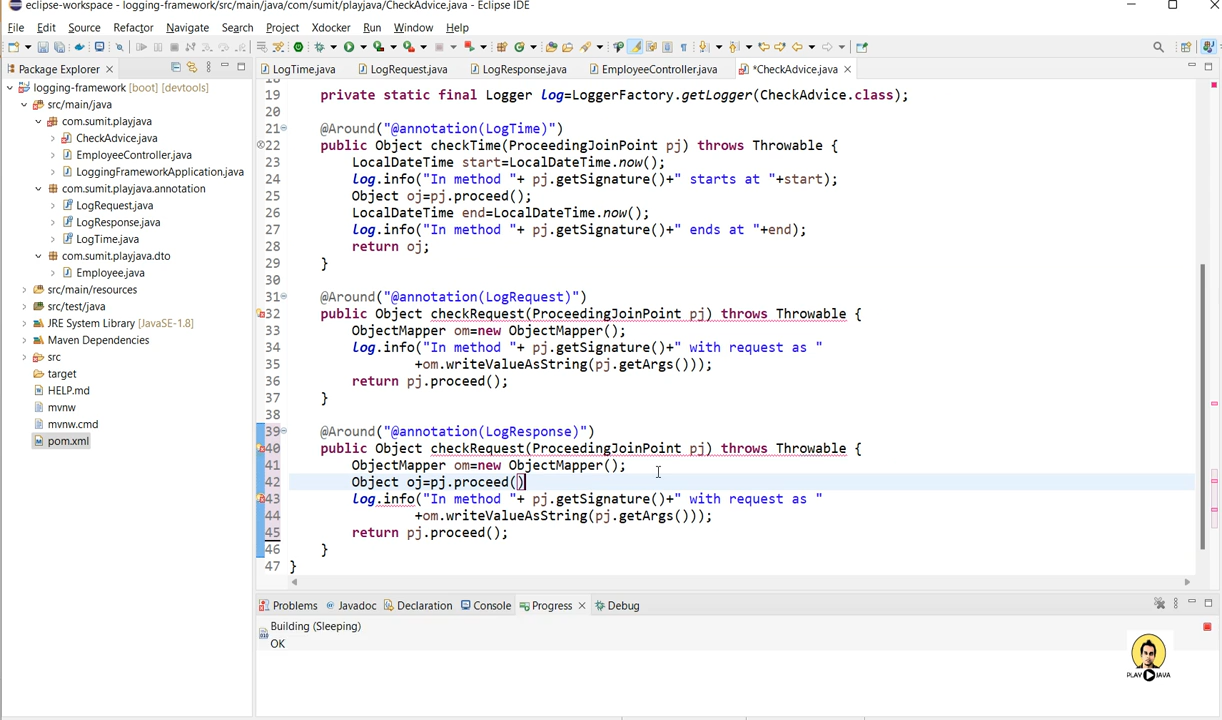 eclipse-workspace - logging-framework/src/main/java/com/sumit/playjava/CheckAdvice.java - Eclipse IDE
File Edit Source Refactor Navigate Search Project Xdocker Run Window Help
Package Explorer
LogTime.java LogRequest.java LogResponse.java EmployeeController.java *CheckAdvice.java
logging-framework [boot] [devtools]
src/main/java
com.sumit.playjava
CheckAdvice.java
EmployeeController.java
LoggingFrameworkApplication.java
com.sumit.playjava.annotation
LogRequest.java
LogResponse.java
LogTime.java
com.sumit.playjava.dto
Employee.java
src/main/resources
src/test/java
JRE System Library [JavaSE-1.8]
Maven Dependencies
src
target
HELP.md
mvnw
mvnw.cmd
pom.xml
19 private static final Logger log=LoggerFactory.getLogger(CheckAdvice.class);
20
21 @Around("@annotation(LogTime)")
22 public Object checkTime(ProceedingJoinPoint pj) throws Throwable {
23 LocalDateTime start=LocalDateTime.now();
24 log.info("In method "+ pj.getSignature()+" starts at "+start);
25 Object oj=pj.proceed();
26 LocalDateTime end=LocalDateTime.now();
27 log.info("In method "+ pj.getSignature()+" ends at "+end);
28 return oj;
29 }
30
31 @Around("@annotation(LogRequest)")
32 public Object checkRequest(ProceedingJoinPoint pj) throws Throwable {
33 ObjectMapper om=new ObjectMapper();
34 log.info("In method "+ pj.getSignature()+" with request as "
35 +om.writeValueAsString(pj.getArgs()));
36 return pj.proceed();
37 }
38
39 @Around("@annotation(LogResponse)")
40 public Object checkRequest(ProceedingJoinPoint pj) throws Throwable {
41 ObjectMapper om=new ObjectMapper();
42 Object oj=pj.proceed()
43 log.info("In method "+ pj.getSignature()+" with request as "
44 +om.writeValueAsString(pj.getArgs()));
45 return pj.proceed();
46 }
47 }
Problems Javadoc Declaration Console Progress Debug
Building (Sleeping)
OK
PLAY JAVA